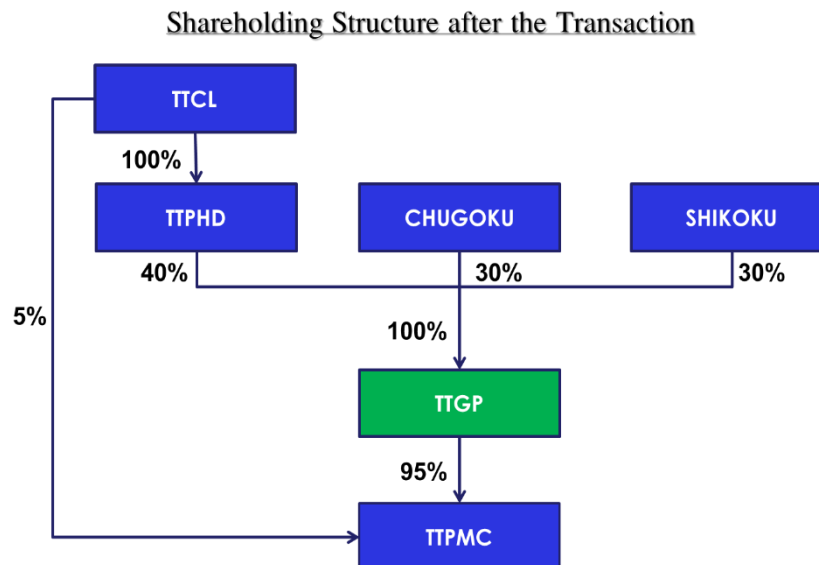 Shareholding Structure after the Transaction
TTCL
100%
TTPHD
CHUGOKU
SHIKOKU
40%
30%
30%
5%
100%
TTGP
95%
TTPMC